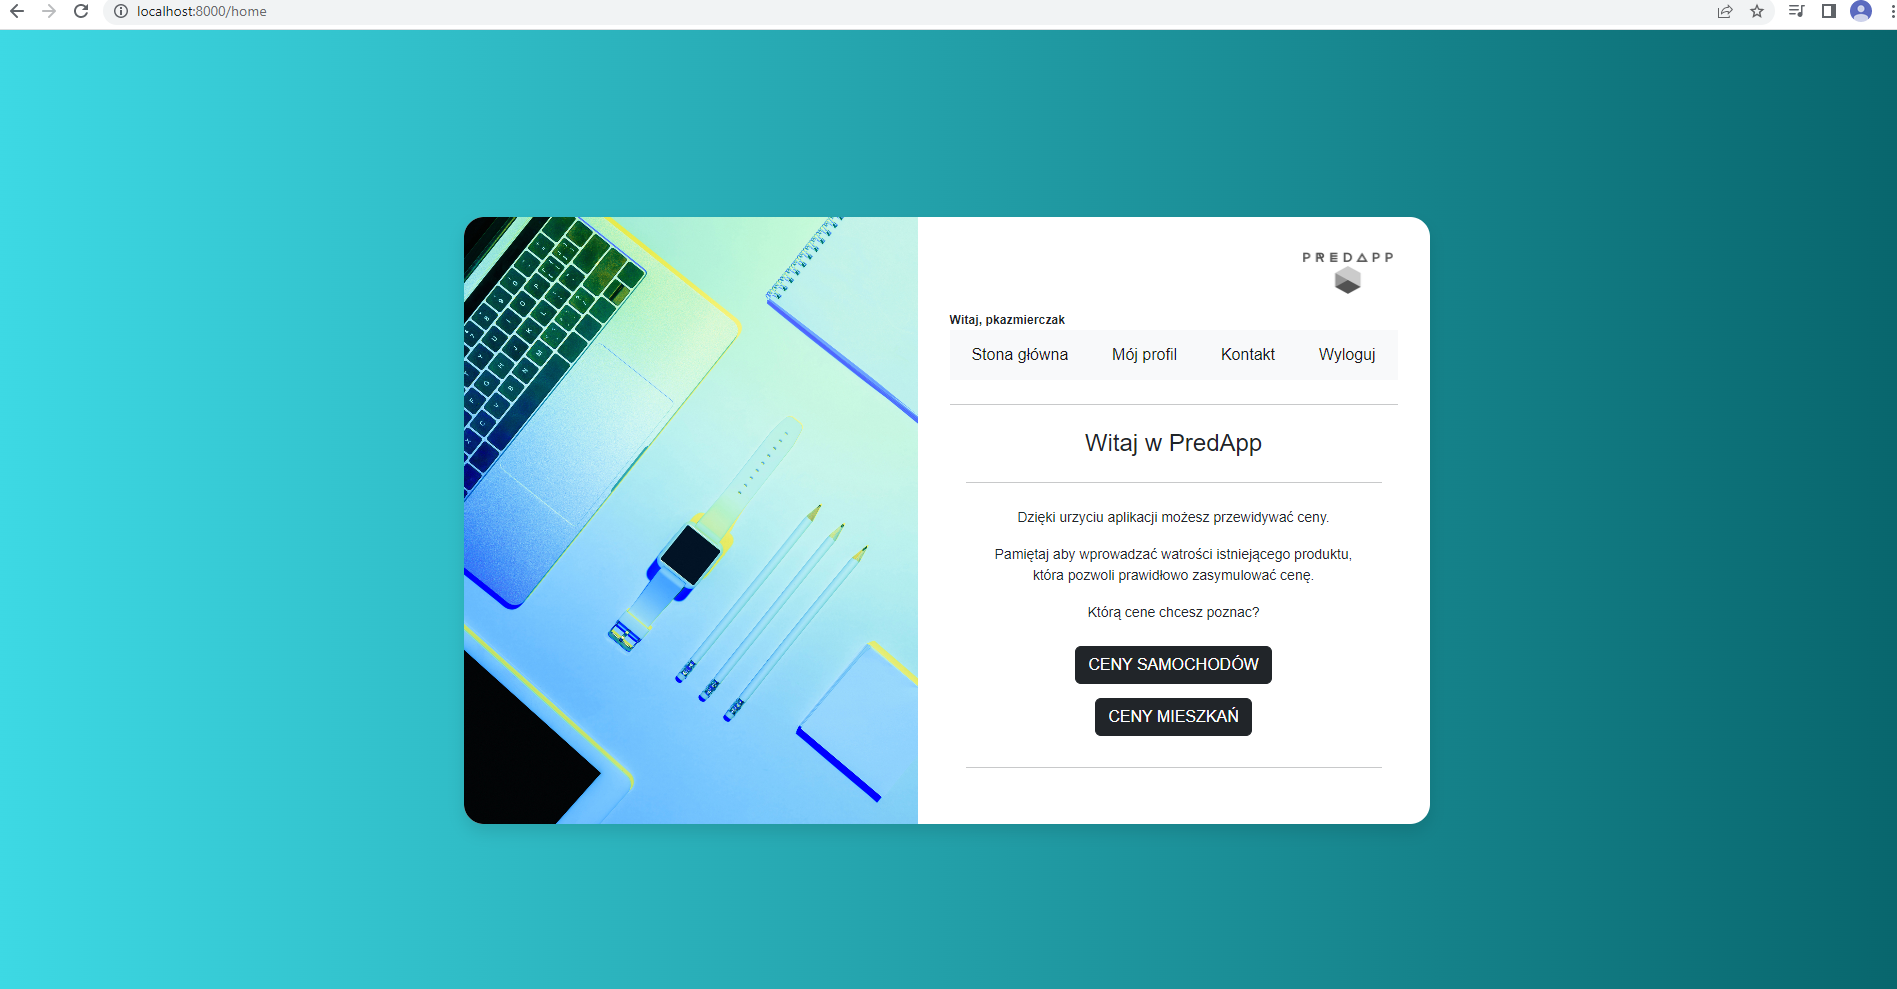 localhost:8000/home
PREDAPP
Witaj, pkazmierczak
Stona główna Mój profil Kontakt Wyloguj
Witaj w PredApp
Dzięki urzyciu aplikacji możesz przewidywać ceny.
Pamiętaj aby wprowadzać watrości istniejącego produktu,
która pozwoli prawidłowo zasymulować cenę.
Którą cene chcesz poznac?
CENY SAMOCHODÓW
CENY MIESZKAŃ